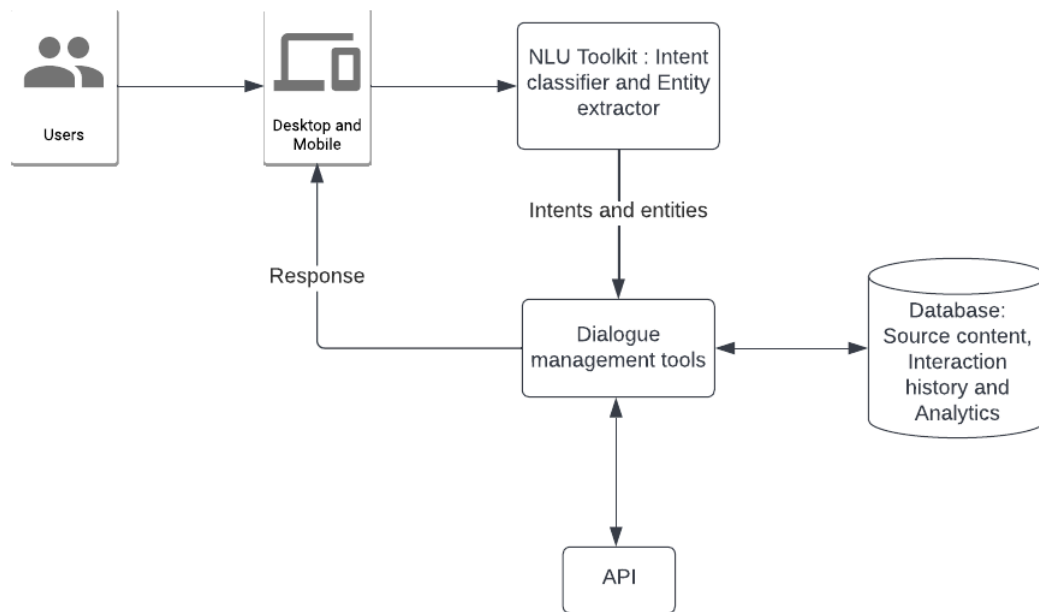 Users
Desktop and
Mobile
NLU Toolkit : Intent
classifier and Entity
extractor
Intents and entities
Response
Dialogue
management tools
Database:
Source content,
Interaction
history and
Analytics
API